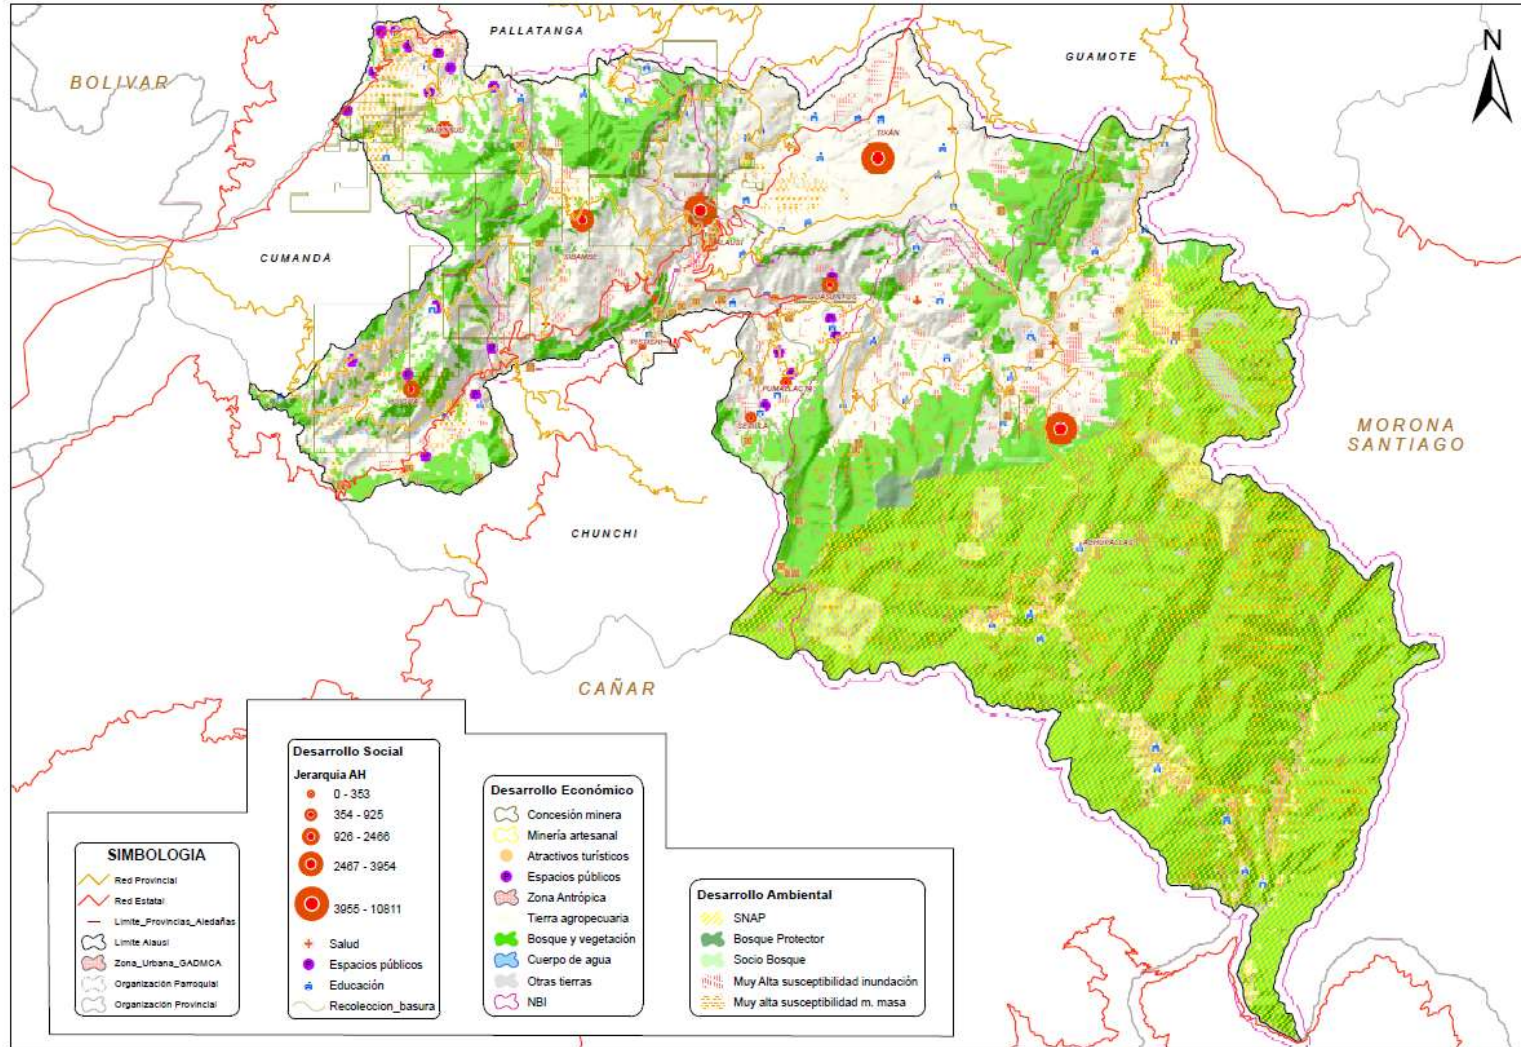 PALLATANGA
GUAMOTE
N
BOLIVAR
TIXÁN
CUMANDÁ
ALAUSÍ
SIBAMBE
GUASUNTOS
PUMALLACTA
SEVILLA
MORONA
SANTIAGO
CHUNCHI
ACHUPALLAS
CAÑAR
SIMBOLOGIA
Red Provincial
Red Estatal
Limite_Provincias_Aledañas
Limite Alausi
Zona_Urbana_GADMCA
Organización Parroquial
Organización Provincial
Desarrollo Social
Jerarquia AH
0 - 353
354 - 925
926 - 2466
2467 - 3954
3955 - 10811
Salud
Espacios públicos
Educación
Recoleccion_basura
Desarrollo Económico
Concesión minera
Minería artesanal
Atractivos turísticos
Espacios públicos
Zona Antrópica
Tierra agropecuaria
Bosque y vegetación
Cuerpo de agua
Otras tierras
NBI
Desarrollo Ambiental
SNAP
Bosque Protector
Socio Bosque
Muy Alta susceptibilidad inundación
Muy alta susceptibilidad m. masa